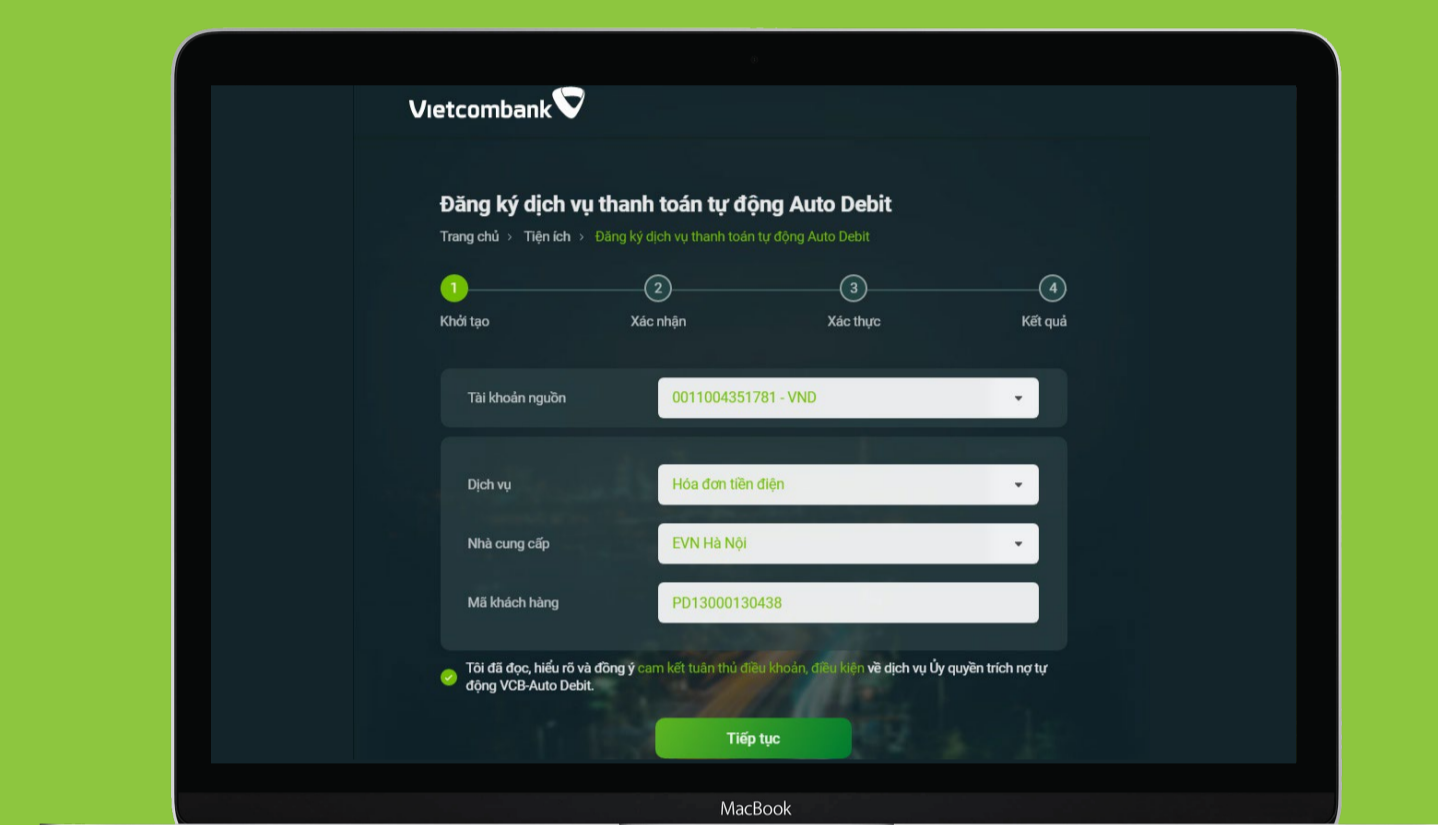 Vietcombank
Đăng ký dịch vụ thanh toán tự động Auto Debit
Trang chủ > Tiện ích > Đăng ký dịch vụ thanh toán tự động Auto Debit
1 2 3 4
Khởi tạo Xác nhận Xác thực Kết quả
Tài khoản nguồn 0011004351781 - VND
Dịch vụ Hóa đơn tiền điện
Nhà cung cấp EVN Hà Nội
Mã khách hàng PD13000130438
Tôi đã đọc, hiểu rõ và đồng ý cam kết tuân thủ điều khoản, điều kiện về dịch vụ Ủy quyền trích nợ tự
động VCB-Auto Debit.
Tiếp tục
MacBook